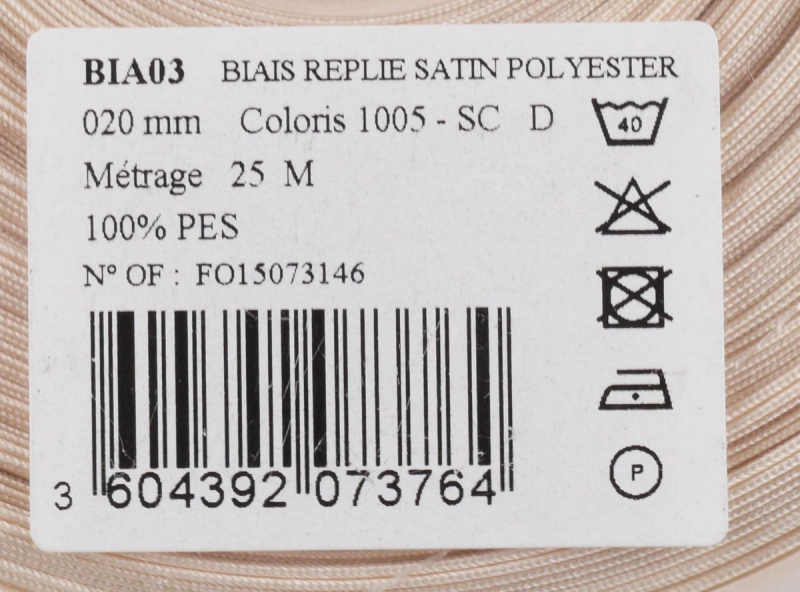 BIA03 BIAIS REPLIE SATIN POLYESTER
020 mm Coloris 1005 - SC D
40
Métrage 25 M
100% PES
N° OF : FO15073146
P
3 604392 073764